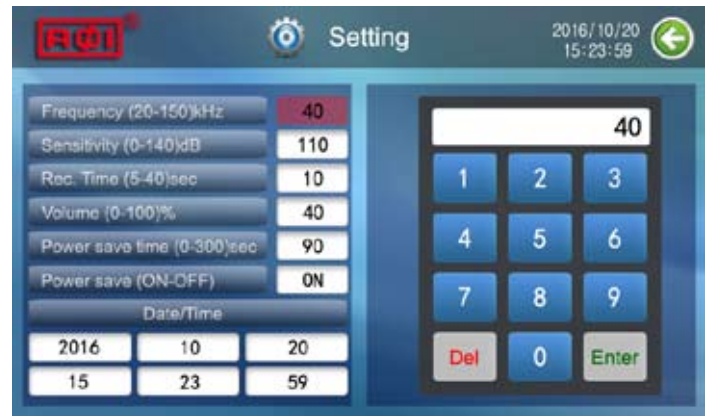 Setting
2016/10/20
15:23:59
Frequency (20-150)kHz 40
Sensitivity (0-140)dB 110
Rec. Time (5-40)sec 10
Volume (0-100)% 40
Power save time (0-300)sec 90
Power save (ON-OFF) ON
Date/Time
2016 10 20
15 23 59
40
1 2 3
4 5 6
7 8 9
Del 0 Enter